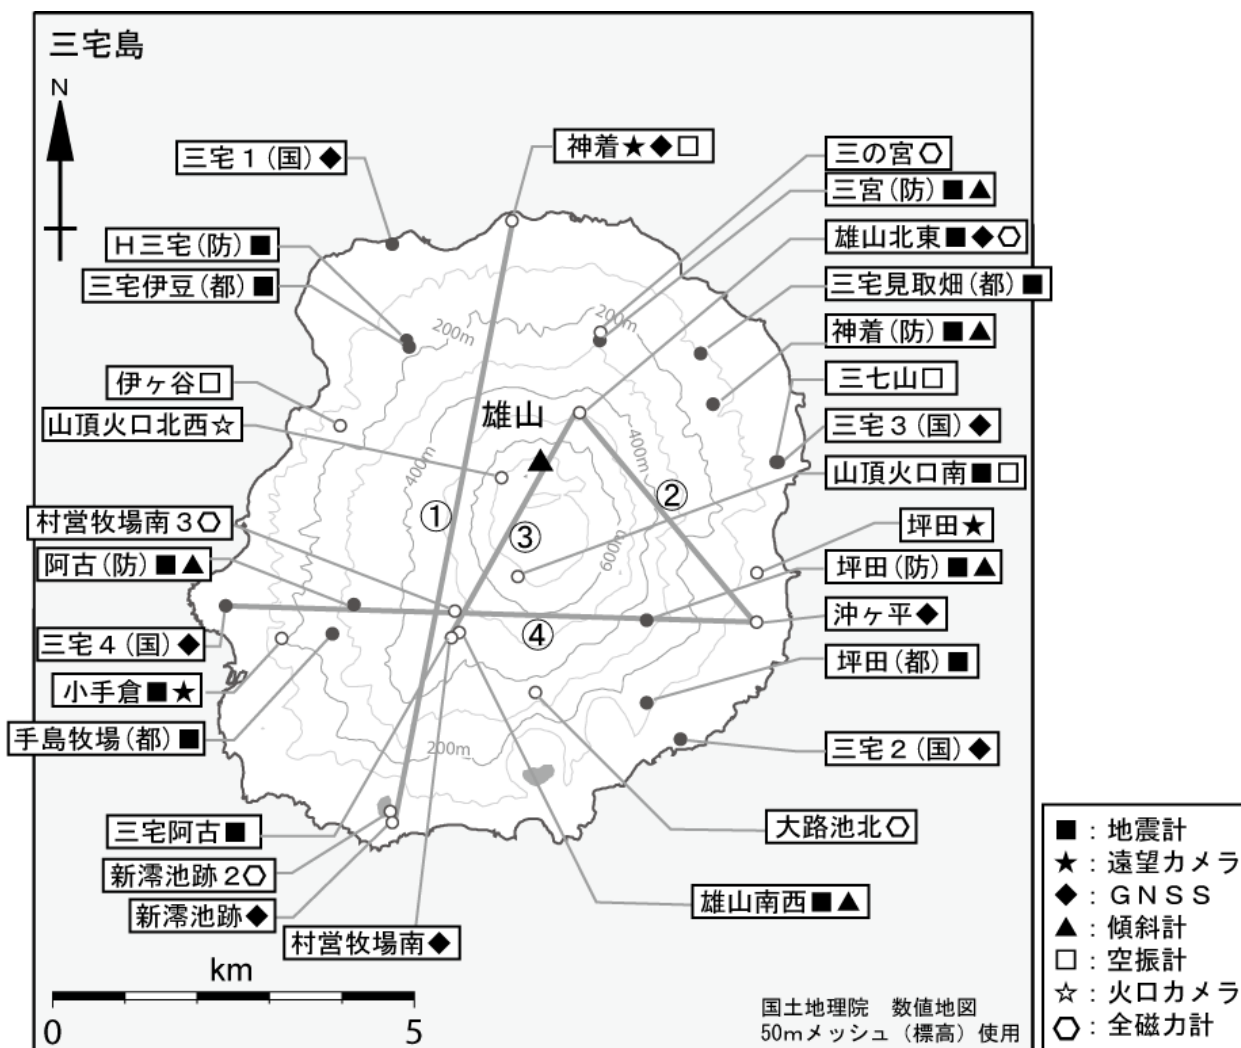 三宅島
N
神着★◆□
三宅1(国)◆
三の宮⬡
三宮(防)■▲
H三宅(防)■
雄山北東■◆⬡
三宅伊豆(都)■
三宅見取畑(都)■
200m
200m
神着(防)■▲
伊ヶ谷□
三七山□
雄山
山頂火口北西☆
三宅3(国)◆
400m
400m
山頂火口南■□
①
②
村営牧場南3⬡
坪田★
③
600m
阿古(防)■▲
坪田(防)■▲
沖ヶ平◆
三宅4(国)◆
④
坪田(都)■
小手倉■★
手島牧場(都)■
200m
三宅2(国)◆
三宅阿古■
大路池北⬡
新澪池跡2⬡
雄山南西■▲
新澪池跡◆
村営牧場南◆
km
0
5
国土地理院 数値地図
50mメッシュ(標高)使用
■:地震計
★:遠望カメラ
◆:GNSS
▲:傾斜計
□:空振計
☆:火口カメラ
⬡:全磁力計